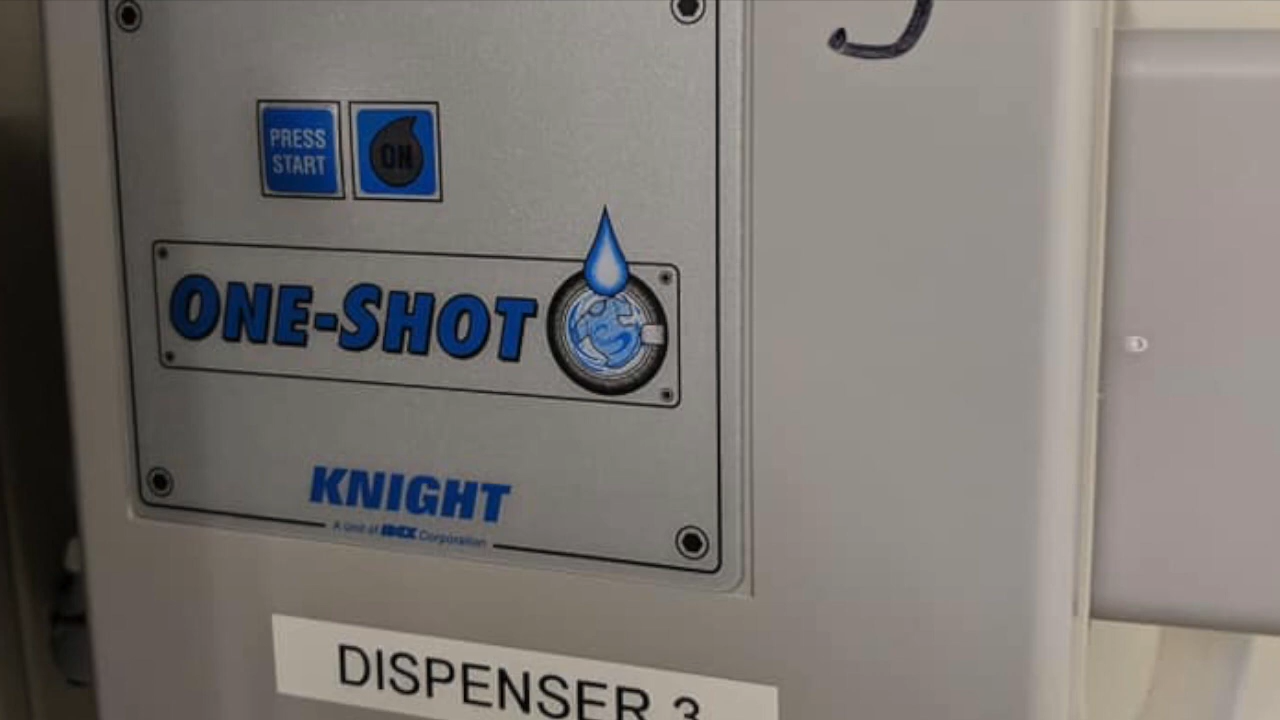 PRESS
START
ON
ONE-SHOT
KNIGHT
A Unit of IDEX Corporation
DISPENSER 3